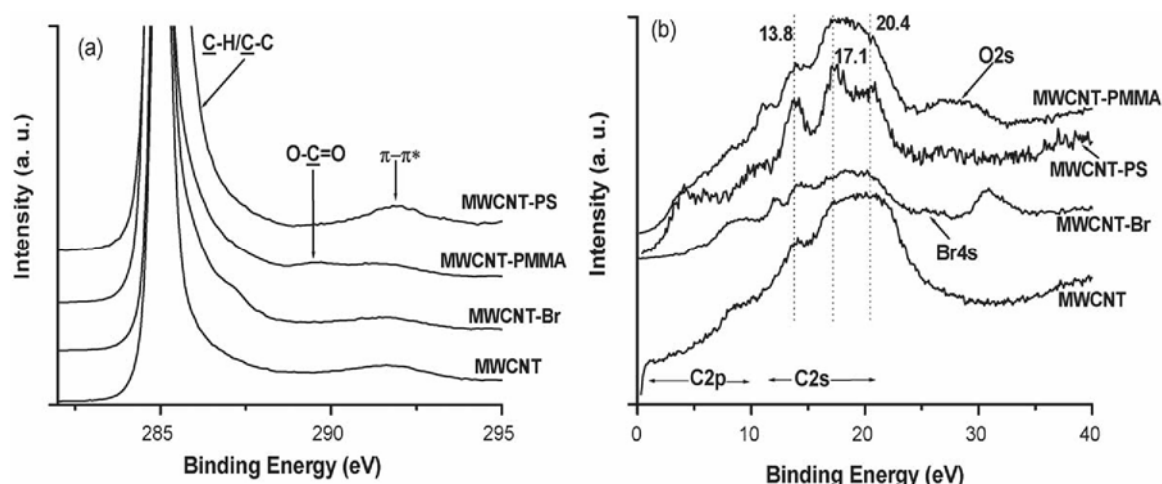 (a)
C-H/C-C
O-C=O
π-π*
MWCNT-PS
MWCNT-PMMA
MWCNT-Br
MWCNT
Intensity (a. u.)
285
290
295
Binding Energy (eV)
(b)
13.8
17.1
20.4
O2s
MWCNT-PMMA
MWCNT-PS
MWCNT-Br
Br4s
MWCNT
C2p
C2s
Intensity (a. u.)
0
10
20
30
40
Binding Energy (eV)